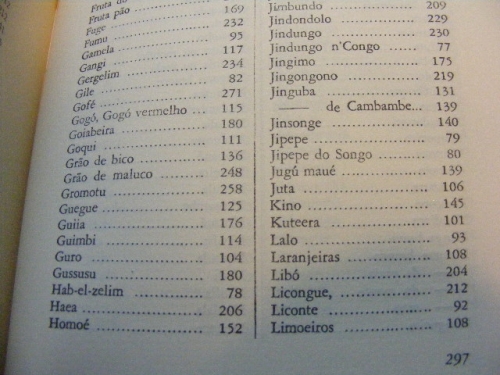 Fruta do
Fruta pão
Fuge ........ 169
Fumu ........ 232
Gamela ........ 95
Gangi ........ 117
Gergelim ........ 234
Gile ........ 82
Gofé ........ 271
Gogó, Gogó vermelho ... 115
Goiabeira ........ 180
Goqui ........ 111
Grão de bico ........ 136
Grão de maluco ........ 248
Gromotu ........ 258
Guegue ........ 125
Guiia ........ 176
Guimbi ........ 114
Guro ........ 104
Gussusu ........ 180
Hab-el-zelim ........ 78
Haea ........ 206
Homoé ........ 152
Jimbundo ........ 209
Jindondolo ........ 229
Jindungo ........ 230
Jindungo n'Congo ........ 77
Jingimo ........ 175
Jingongono ........ 219
Jinguba ........ 131
—— de Cambambe... 139
Jinsonge ........ 140
Jipepe ........ 79
Jipepe do Songo ........ 80
Jugú maué ........ 139
Juta ........ 106
Kino ........ 145
Kuteera ........ 101
Lalo ........ 93
Laranjeiras ........ 108
Libó ........ 204
Licongue, ........ 212
Liconte ........ 92
Limoeiros ........ 108
297